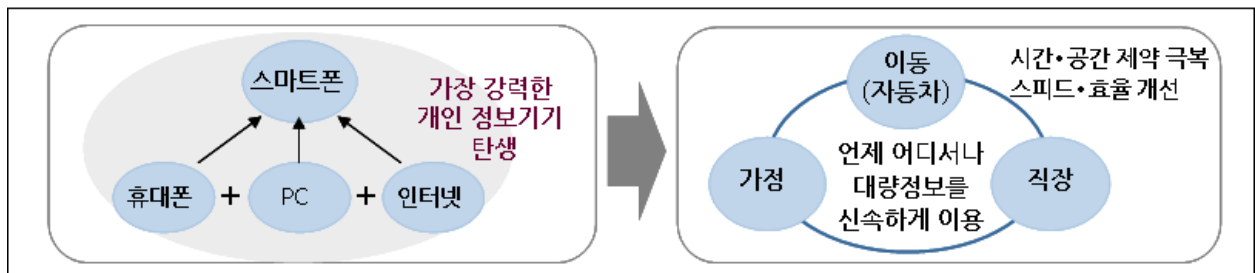 스마트폰
가장 강력한
개인 정보기기
탄생
휴대폰 + PC + 인터넷
이동
(자동차)
시간•공간 제약 극복
스피드•효율 개선
가정
언제 어디서나
대량정보를
신속하게 이용
직장